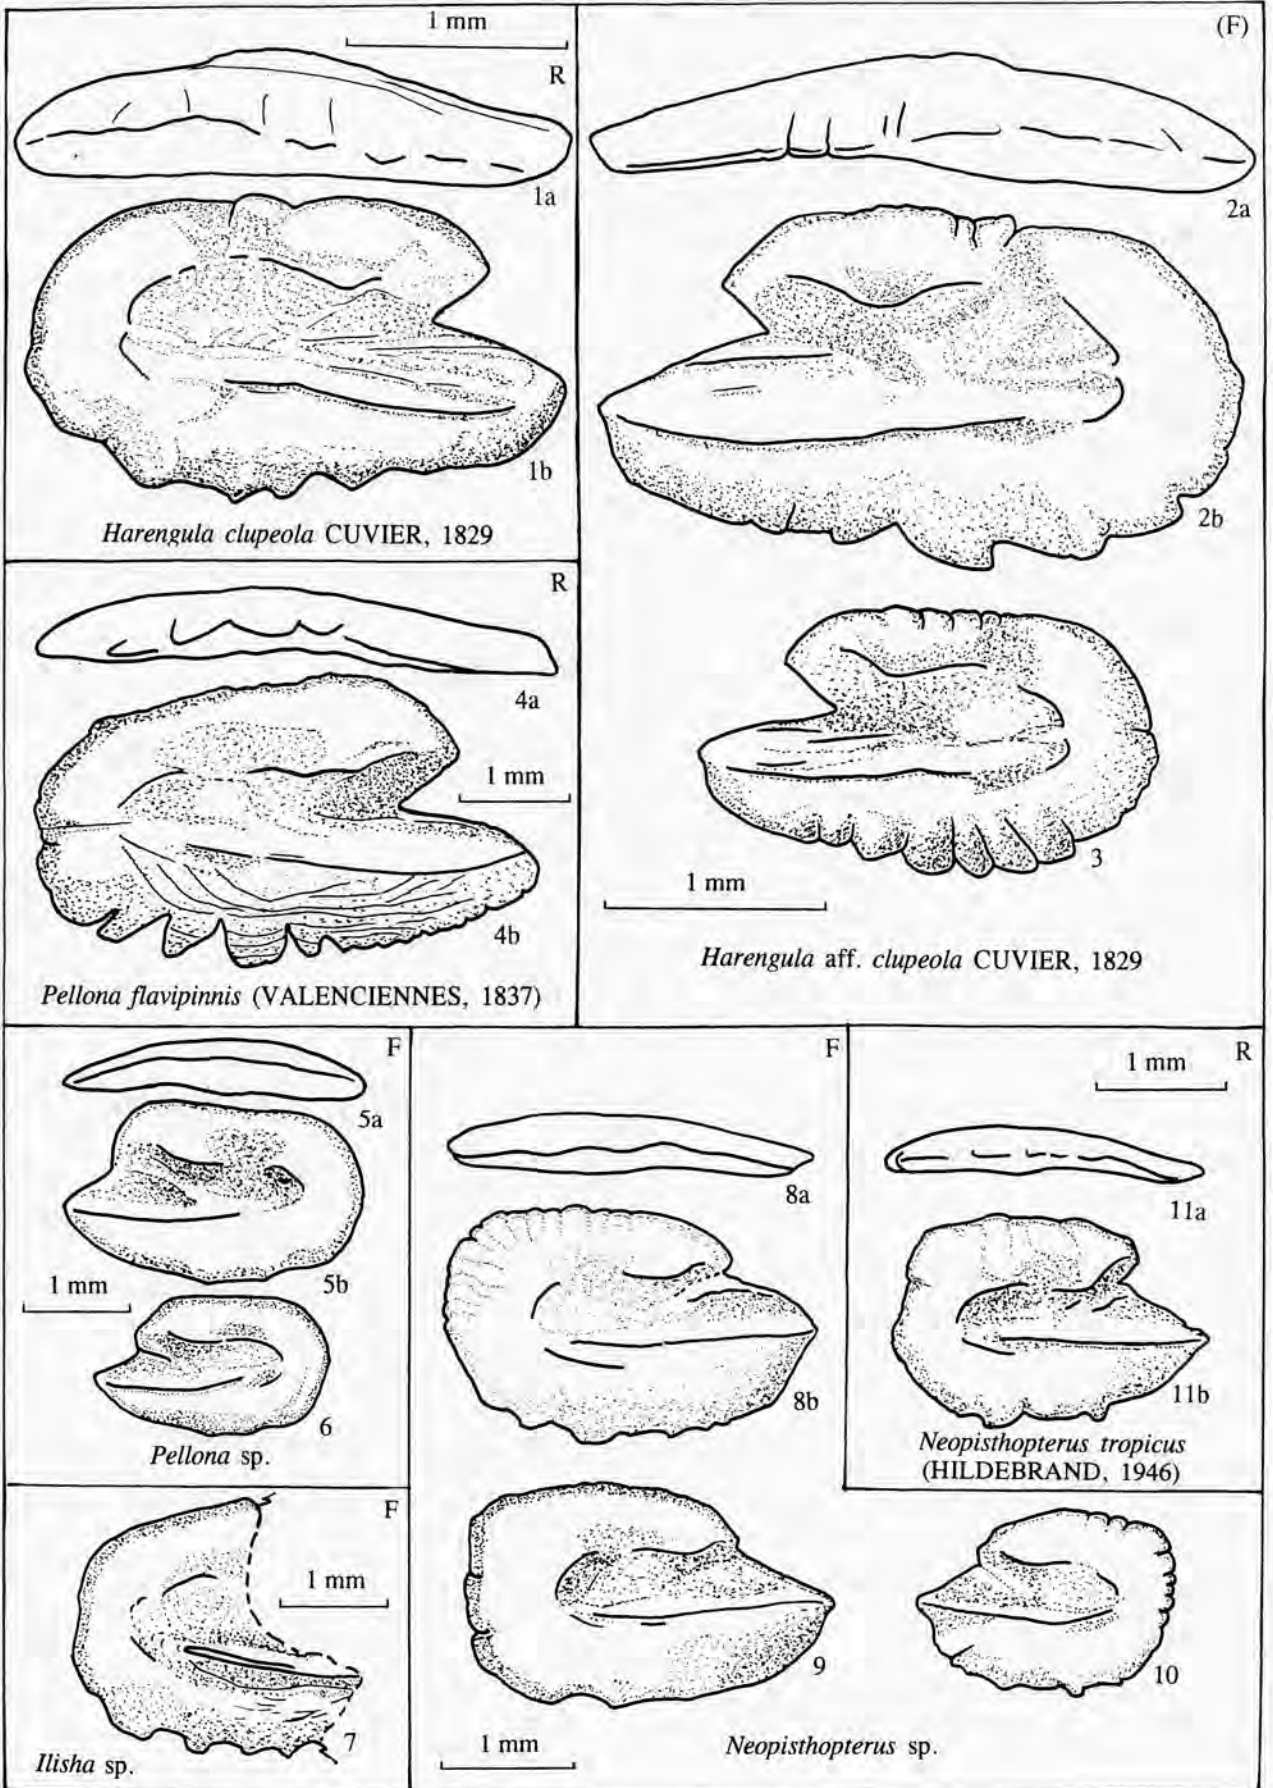 1 mm
R
1a
1b
Harengula clupeola CUVIER, 1829
(F)
2a
2b
3
1 mm
Harengula aff. clupeola CUVIER, 1829
R
4a
1 mm
4b
Pellona flavipinnis (VALENCIENNES, 1837)
F
5a
1 mm
5b
6
Pellona sp.
F
1 mm
7
Ilisha sp.
F
8a
8b
9
10
1 mm
Neopisthopterus sp.
R
1 mm
11a
11b
Neopisthopterus tropicus
(HILDEBRAND, 1946)